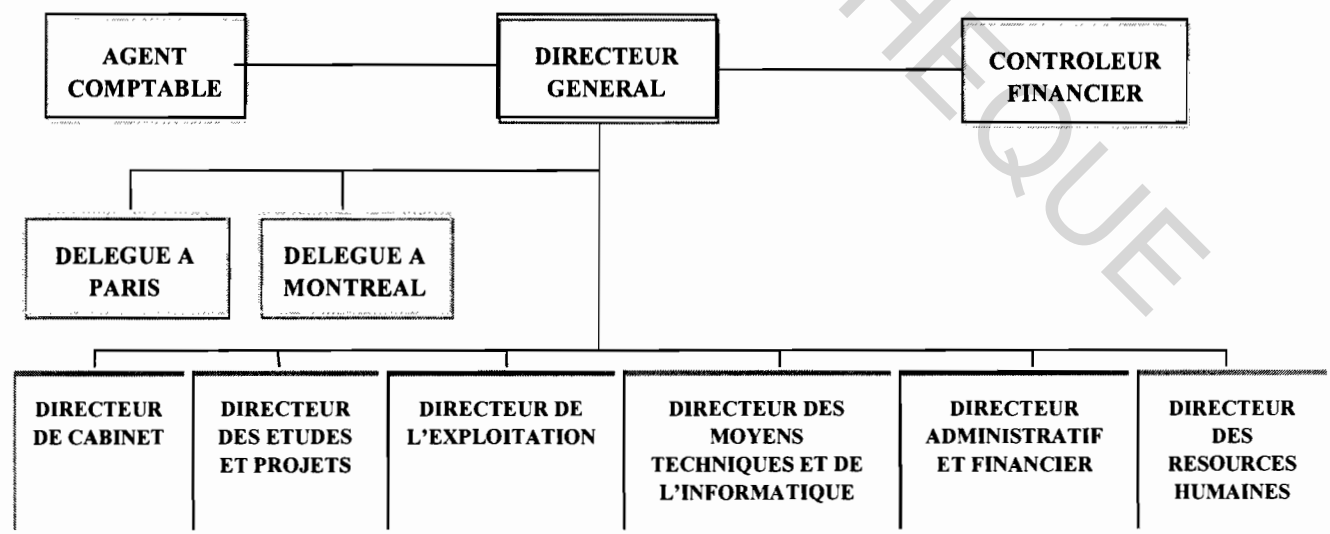 AGENT
COMPTABLE
DIRECTEUR
GENERAL
CONTROLEUR
FINANCIER
DELEGUE A
PARIS
DELEGUE A
MONTREAL
DIRECTEUR
DE CABINET
DIRECTEUR
DES ETUDES
ET PROJETS
DIRECTEUR DE
L'EXPLOITATION
DIRECTEUR DES
MOYENS
TECHNIQUES ET DE
L'INFORMATIQUE
DIRECTEUR
ADMINISTRATIF
ET FINANCIER
DIRECTEUR
DES
RESOURCES
HUMAINES
HEQUE